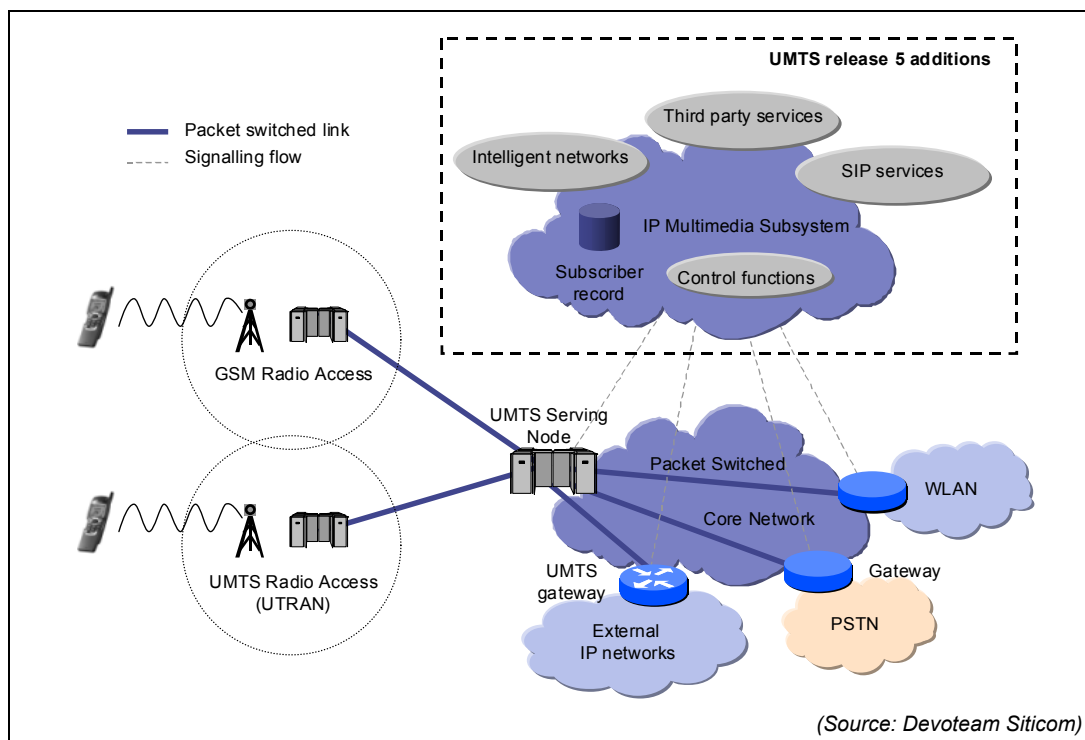 UMTS release 5 additions
Packet switched link
Signalling flow
Third party services
Intelligent networks
SIP services
IP Multimedia Subsystem
Subscriber
record
Control functions
GSM Radio Access
UMTS Serving
Node
Packet Switched
WLAN
Core Network
UMTS Radio Access
(UTRAN)
UMTS
gateway
Gateway
External
IP networks
PSTN
(Source: Devoteam Siticom)